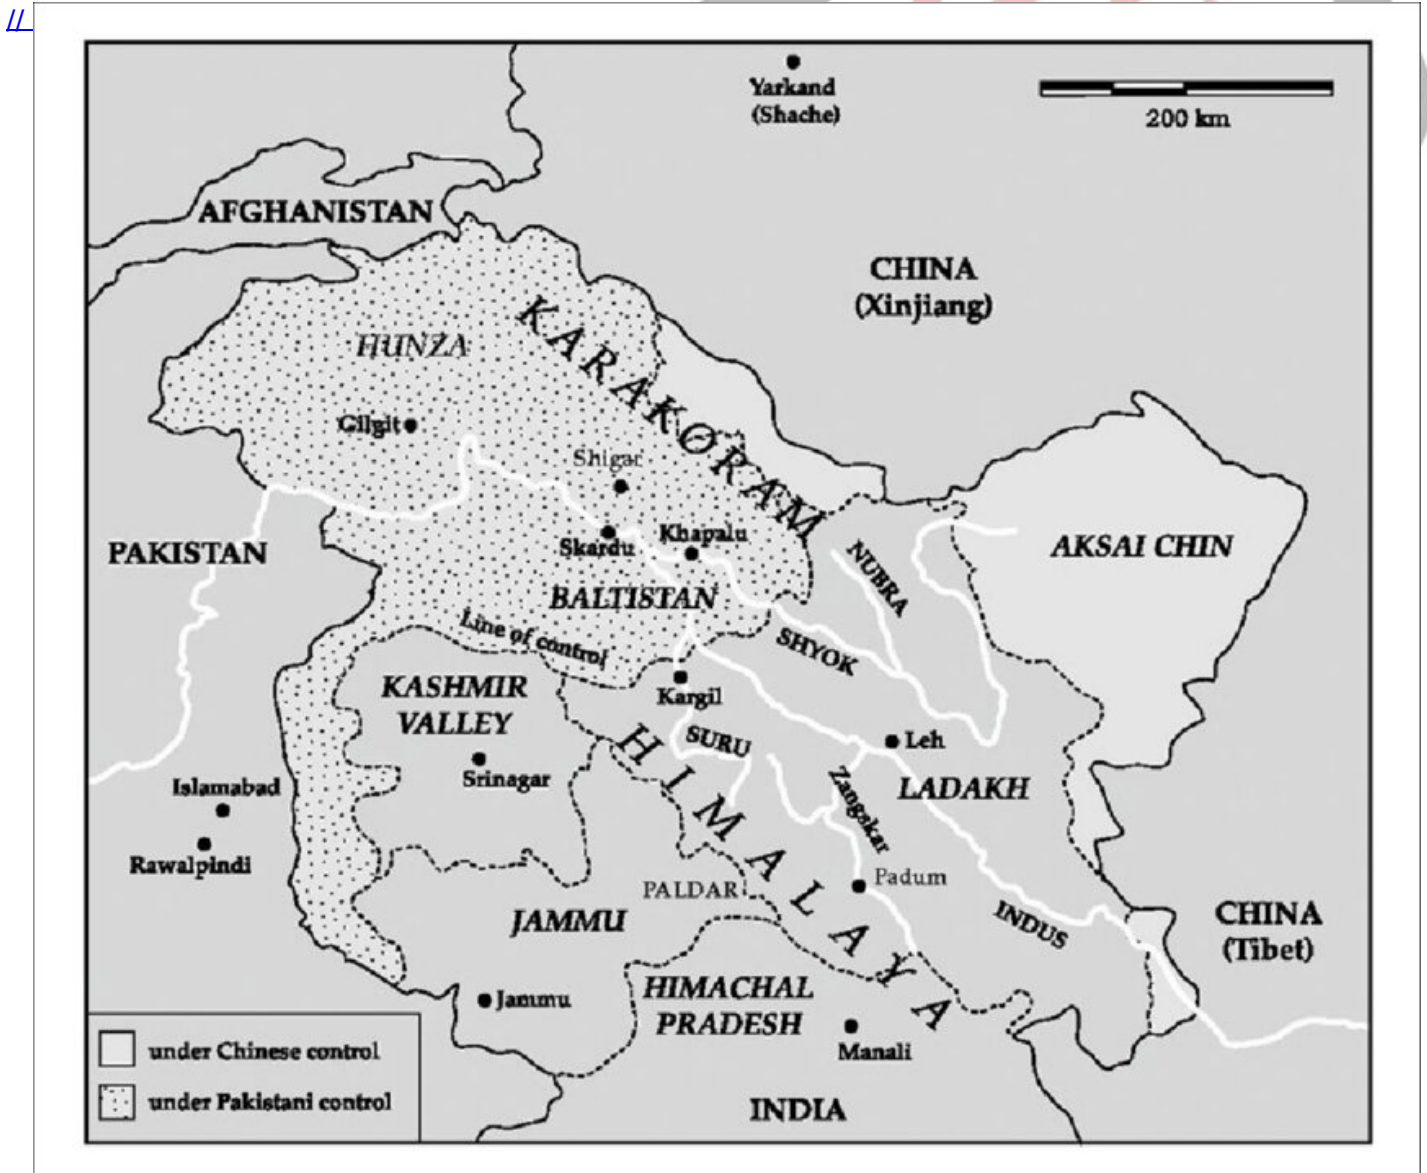 //
Yarkand
(Shache)
200 km
AFGHANISTAN
CHINA
(Xinjiang)
KARAKORAM
HUNZA
Gilgit
Shigar
PAKISTAN
Skardu
Khapalu
NUBRA
AKSAI CHIN
BALTISTAN
Line of control
SHYOK
KASHMIR
VALLEY
Kargil
SURU
Leh
Srinagar
HIMALAYA
Zangskar
LADAKH
Islamabad
Rawalpindi
PALDAR
Padum
JAMMU
INDUS
CHINA
(Tibet)
Jammu
HIMACHAL
PRADESH
Manali
under Chinese control
under Pakistani control
INDIA